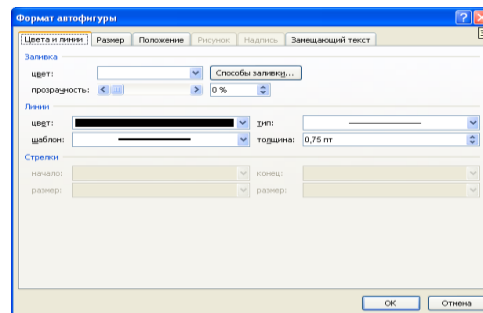 Формат автофигуры
Цвета и линии Размер Положение Рисунок Надпись Замещающий текст
Заливка
цвет: Способы заливки...
прозрачность: 0 %
Линии
цвет: тип:
шаблон: толщина: 0,75 пт
Стрелки
начало: конец:
размер: размер:
ОК Отмена